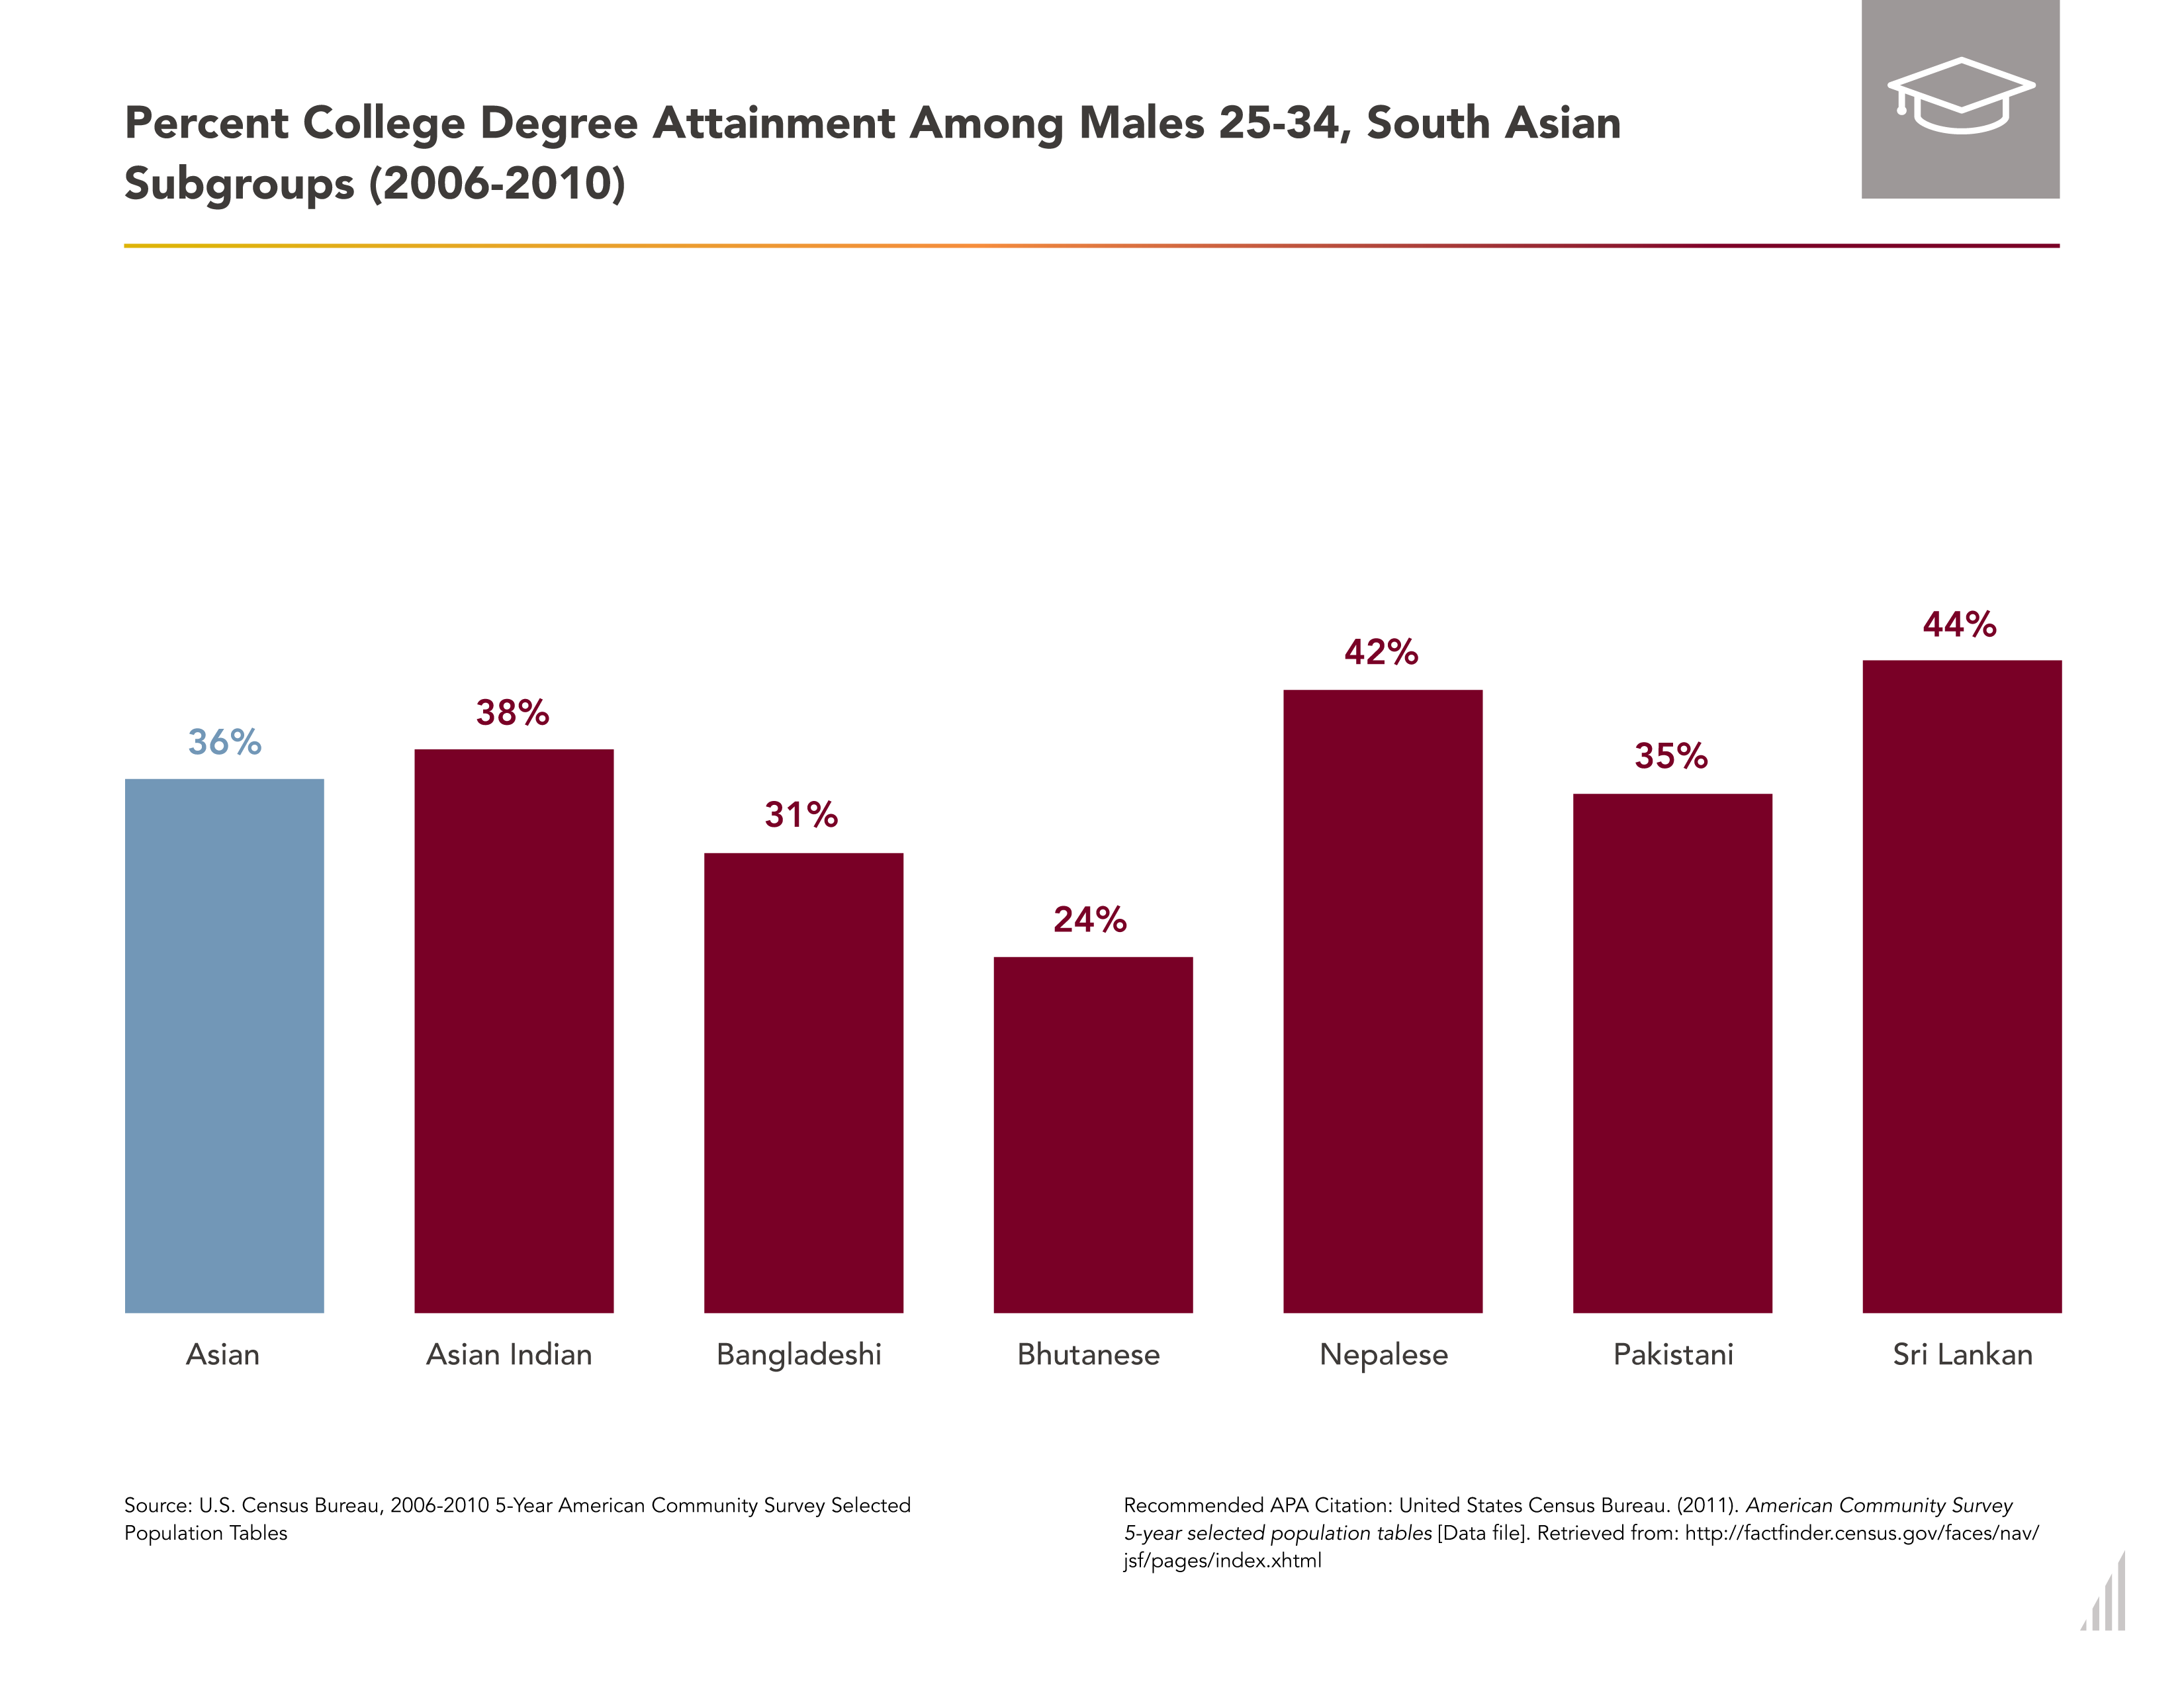 Percent College Degree Attainment Among Males 25-34, South Asian
Subgroups (2006-2010)
36%
38%
31%
24%
42%
35%
44%
Asian
Asian Indian
Bangladeshi
Bhutanese
Nepalese
Pakistani
Sri Lankan
Source: U.S. Census Bureau, 2006-2010 5-Year American Community Survey Selected
Population Tables
Recommended APA Citation: United States Census Bureau. (2011). American Community Survey
5-year selected population tables [Data file]. Retrieved from: http://factfinder.census.gov/faces/nav/
jsf/pages/index.xhtml